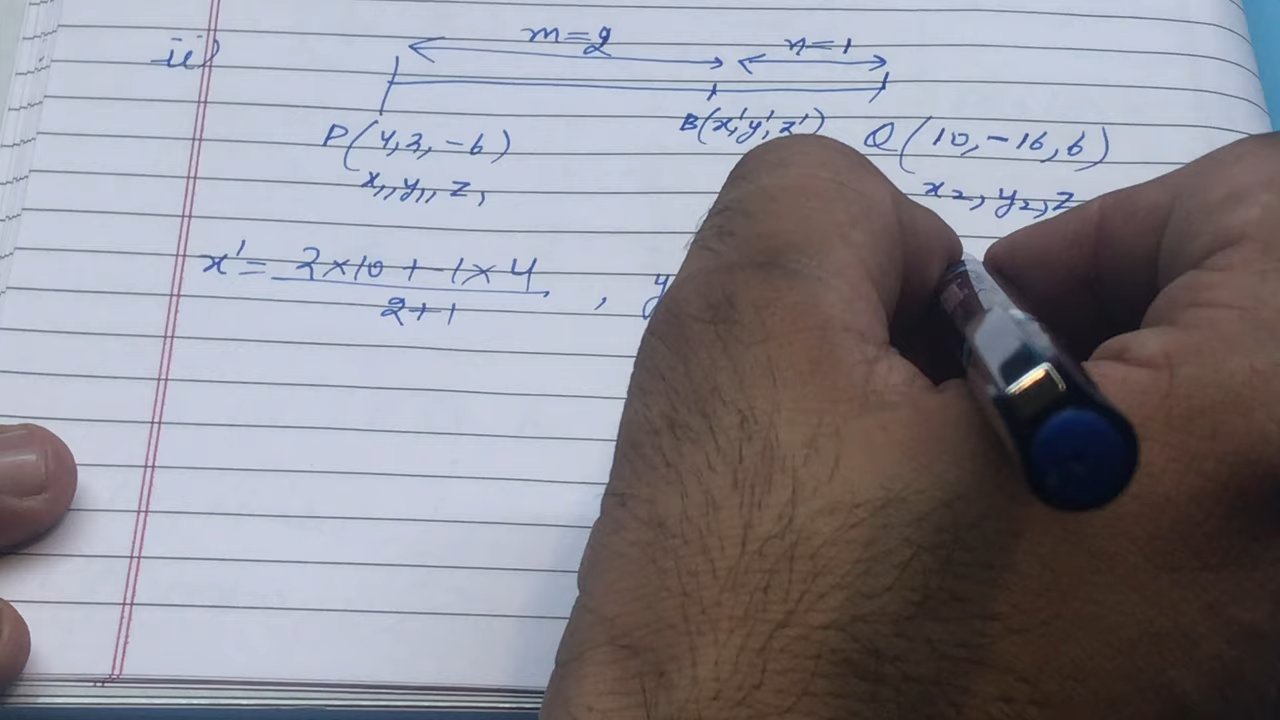 ii)
m=2 n=1
P(4,2,-6) B(x',y',z') Q(10,-16,6)
x₁,y₁,z₁ x₂,y₂,z
x' = 2×10+1×4 / 2+1 , y